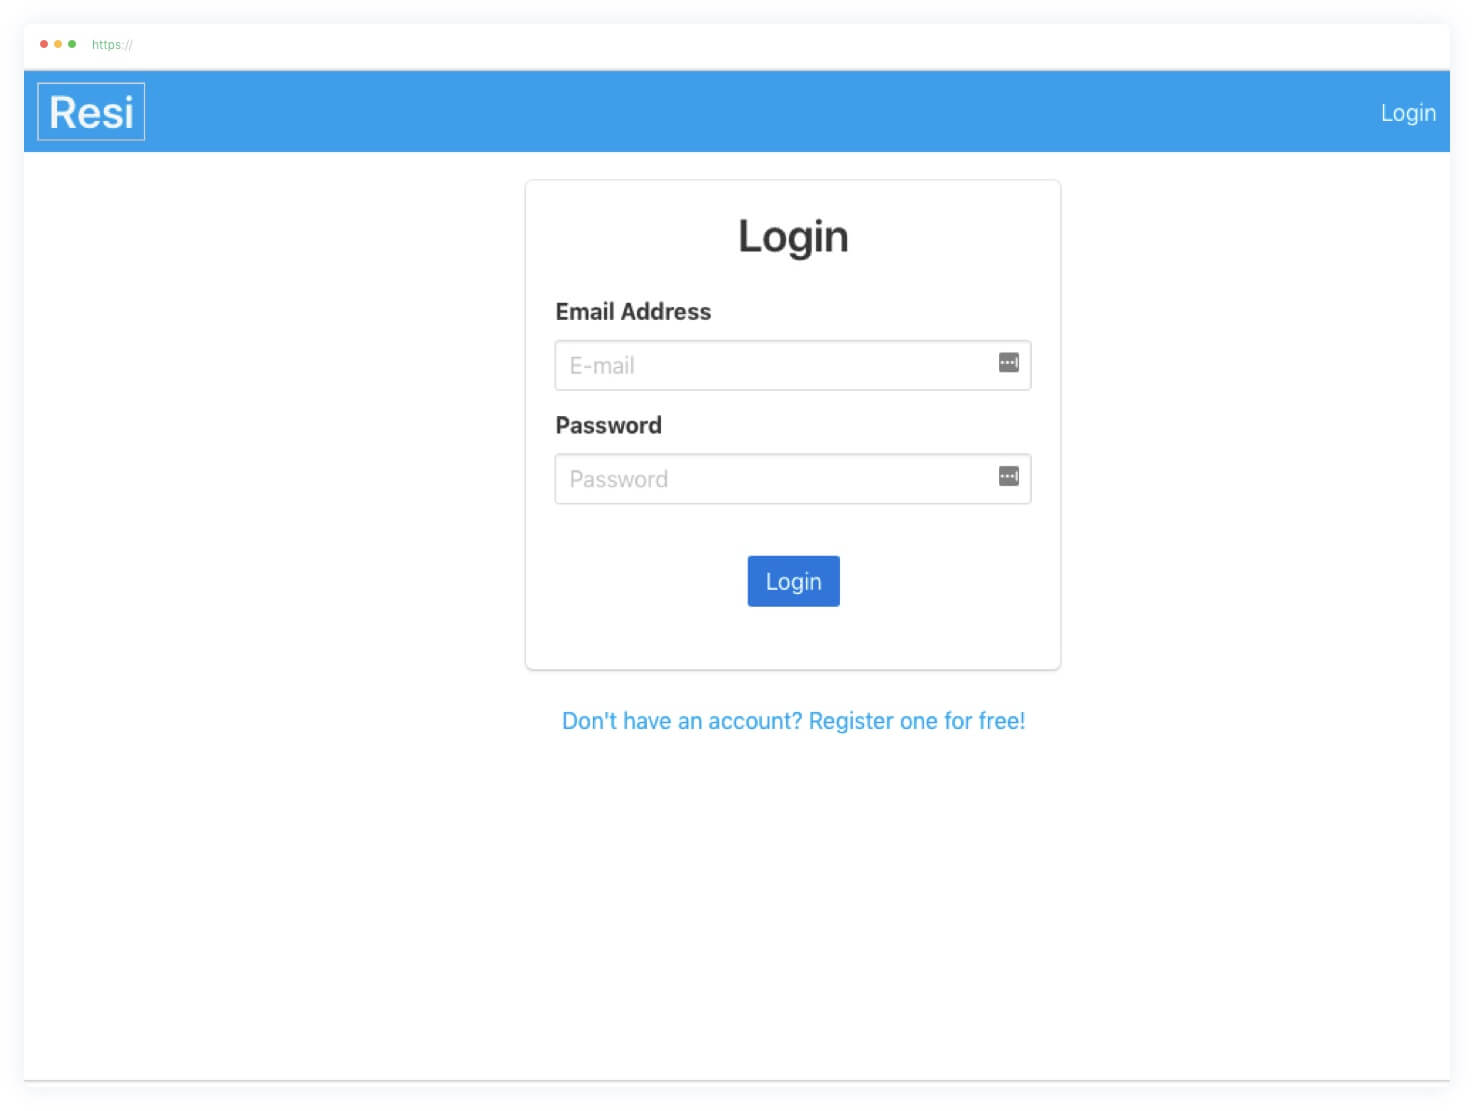 https://
Resi
Login
Login
Email Address
E-mail
Password
Password
Login
Don't have an account? Register one for free!